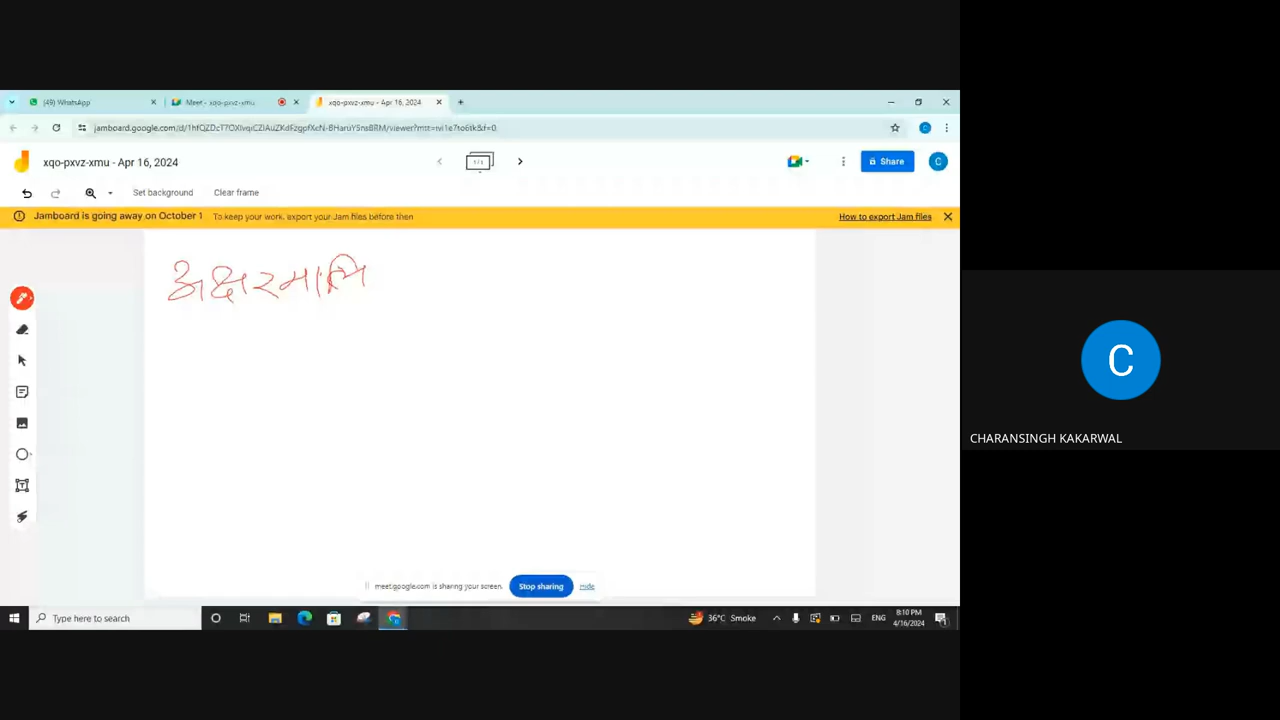 (49) WhatsApp
Meet - xqo-pxvz-xmu
xqo-pxvz-xmu - Apr 16, 2024
xqo-pxvz-xmu - Apr 16, 2024
1/1
Share
C
Set background
Clear frame
Jamboard is going away on October 1
To keep your work, export your Jam files before then
How to export Jam files
C
CHARANSINGH KAKARWAL
meet.google.com is sharing your screen.
Stop sharing
Hide
Type here to search
36°C Smoke
ENG
8:10 PM
4/16/2024